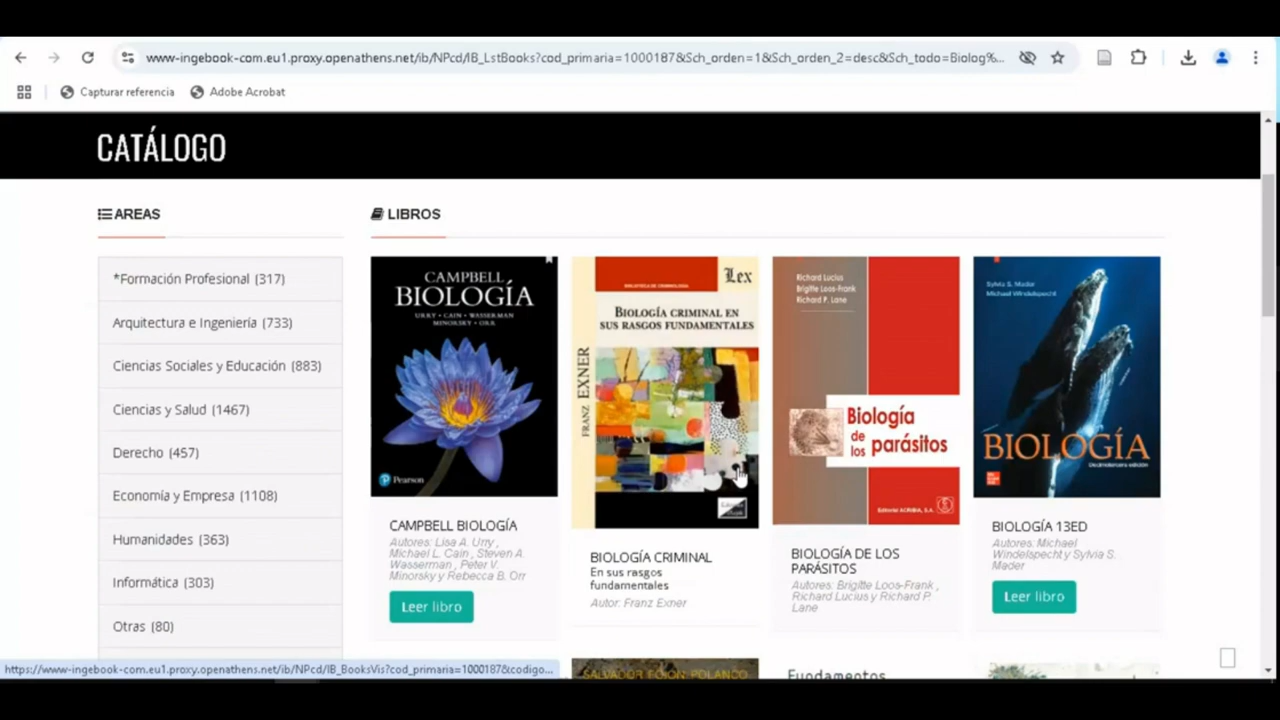 www-ingebook-com.eu1.proxy.openathens.net/ib/NPcd/IB_LstBooks?cod_primaria=1000187&Sch_orden=1&Sch_orden_2=desc&Sch_todo=Biolog%...
Capturar referencia
Adobe Acrobat
CATÁLOGO
AREAS
*Formación Profesional (317)
Arquitectura e Ingeniería (733)
Ciencias Sociales y Educación (883)
Ciencias y Salud (1467)
Derecho (457)
Economía y Empresa (1108)
Humanidades (363)
Informática (303)
Otras (80)
LIBROS
CAMPBELL
BIOLOGÍA
URRY • CAIN • WASSERMAN
MINORSKY • ORR
Pearson
CAMPBELL BIOLOGÍA
Autores: Lisa A. Urry ,
Michael L. Cain , Steven A.
Wasserman , Peter V.
Minorsky y Rebecca B. Orr
Leer libro
BIBLIOTECA DE CRIMINOLOGÍA
Lex
BIOLOGÍA CRIMINAL EN
SUS RASGOS FUNDAMENTALES
FRANZ EXNER
BIOLOGÍA CRIMINAL
En sus rasgos
fundamentales
Autor: Franz Exner
Richard Lucius
Brigitte Loos-Frank
Richard P. Lane
Biología
de los parásitos
Editorial ACRIBIA, S.A.
BIOLOGÍA DE LOS
PARÁSITOS
Autores: Brigitte Loos-Frank ,
Richard Lucius y Richard P.
Lane
Sylvia S. Mader
Michael Windelspecht
BIOLOGÍA
Decimotercera edición
BIOLOGÍA 13ED
Autores: Michael
Windelspecht y Sylvia S.
Mader
Leer libro
SALVADOR FOJON POLANCO
Fundamentos
https://www-ingebook-com.eu1.proxy.openathens.net/ib/NPcd/IB_BooksVis?cod_primaria=1000187&codigo...